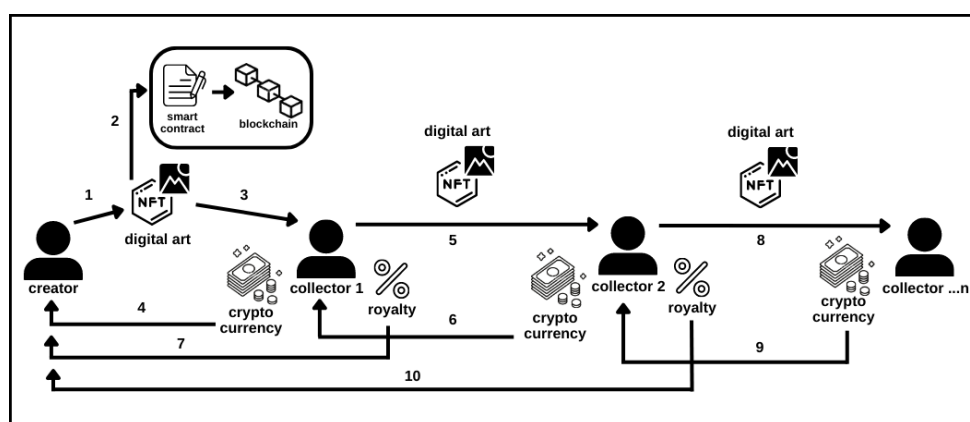 2
smart
contract
blockchain
digital art
NFT
digital art
NFT
1
NFT
digital art
3
5
8
creator
collector 1
collector 2
collector ...n
4
crypto
currency
royalty
6
crypto
currency
royalty
crypto
currency
7
9
10